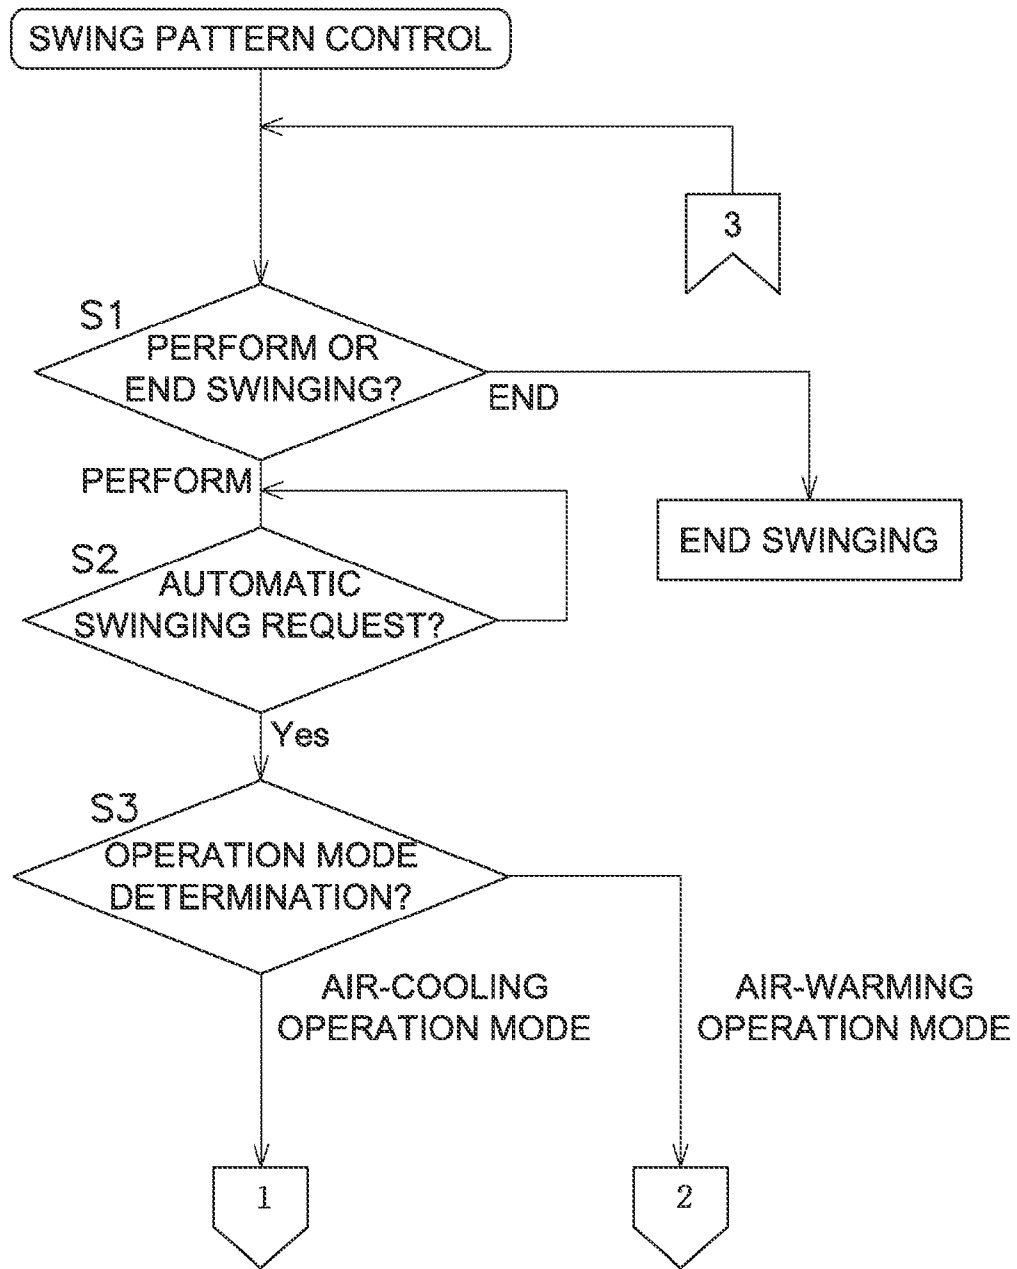 SWING PATTERN CONTROL
3
S1
PERFORM OR
END SWINGING?
END
PERFORM
END SWINGING
S2
AUTOMATIC
SWINGING REQUEST?
Yes
S3
OPERATION MODE
DETERMINATION?
AIR-COOLING
OPERATION MODE
AIR-WARMING
OPERATION MODE
1
2